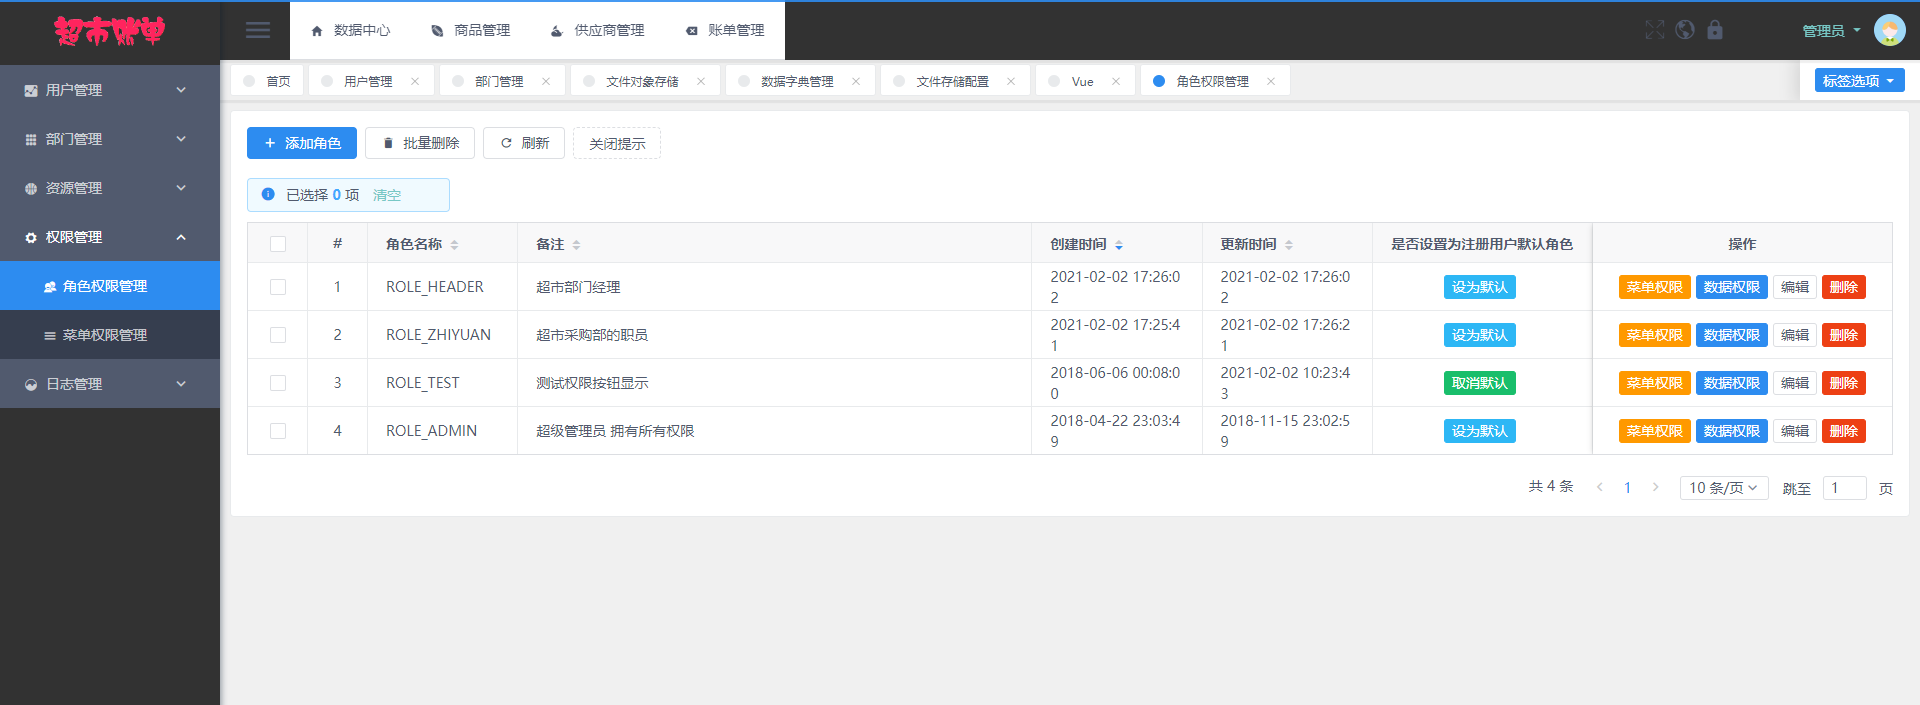 超市账单
数据中心
商品管理
供应商管理
账单管理
管理员
首页
用户管理
部门管理
文件对象存储
数据字典管理
文件存储配置
Vue
角色权限管理
标签选项
用户管理
部门管理
资源管理
权限管理
角色权限管理
菜单权限管理
日志管理
添加角色
批量删除
刷新
关闭提示
已选择 0 项 清空
# 角色名称 备注 创建时间 更新时间 是否设置为注册用户默认角色 操作
1 ROLE_HEADER 超市部门经理 2021-02-02 17:26:02 2021-02-02 17:26:02 设为默认 菜单权限 数据权限 编辑 删除
2 ROLE_ZHIYUAN 超市采购部的职员 2021-02-02 17:25:41 2021-02-02 17:26:21 设为默认 菜单权限 数据权限 编辑 删除
3 ROLE_TEST 测试权限按钮显示 2018-06-06 00:08:00 2021-02-02 10:23:43 取消默认 菜单权限 数据权限 编辑 删除
4 ROLE_ADMIN 超级管理员 拥有所有权限 2018-04-22 23:03:49 2018-11-15 23:02:59 设为默认 菜单权限 数据权限 编辑 删除
共 4 条 1 10 条/页 跳至 1 页